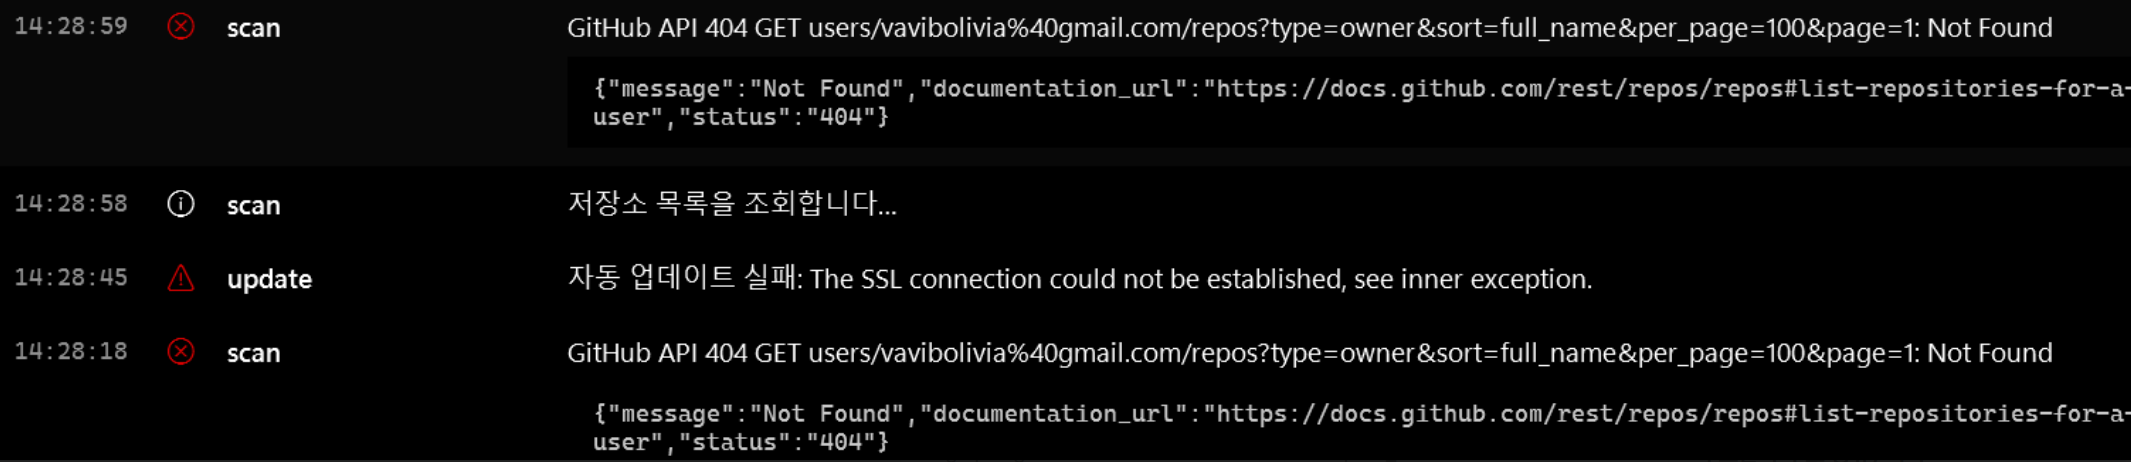 14:28:59 scan GitHub API 404 GET users/vavibolivia%40gmail.com/repos?type=owner&sort=full_name&per_page=100&page=1: Not Found
{"message":"Not Found","documentation_url":"https://docs.github.com/rest/repos/repos#list-repositories-for-a-
user","status":"404"}
14:28:58 scan 저장소 목록을 조회합니다...
14:28:45 update 자동 업데이트 실패: The SSL connection could not be established, see inner exception.
14:28:18 scan GitHub API 404 GET users/vavibolivia%40gmail.com/repos?type=owner&sort=full_name&per_page=100&page=1: Not Found
{"message":"Not Found","documentation_url":"https://docs.github.com/rest/repos/repos#list-repositories-for-a-
user","status":"404"}